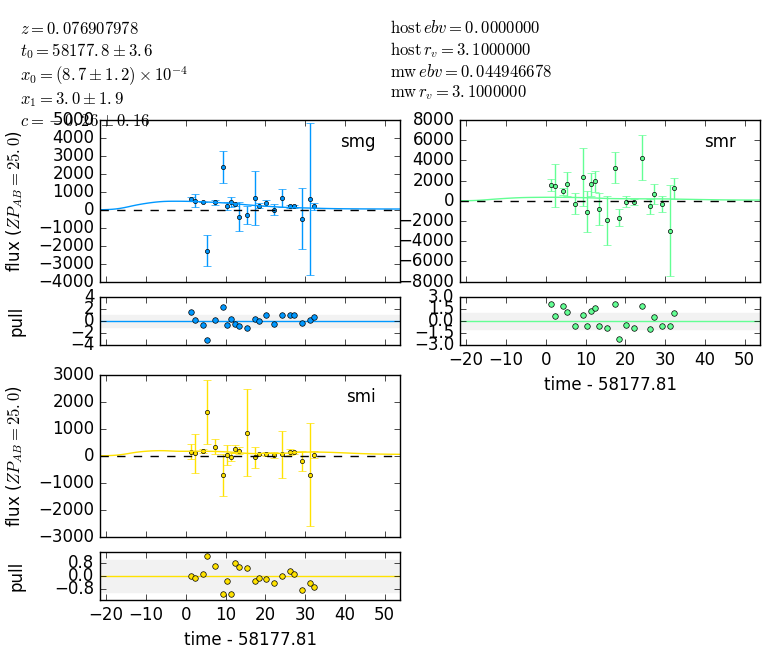 z = 0.076907978
t0 = 58177.8 ± 3.6
x0 = (8.7 ± 1.2) × 10^−4
x1 = 3.0 ± 1.9
c = −0.26 ± 0.16
host ebv = 0.0000000
host r_v = 3.1000000
mw ebv = 0.044946678
mw r_v = 3.1000000
smg
flux (ZP_AB = 25.0)
5000
4000
3000
2000
1000
0
−1000
−2000
−3000
−4000
pull
4
2
0
−2
−4
smr
8000
6000
4000
2000
0
−2000
−4000
−6000
−8000
3.0
1.5
0.0
−1.5
−3.0
−20 −10 0 10 20 30 40 50
time - 58177.81
smi
flux (ZP_AB = 25.0)
3000
2000
1000
0
−1000
−2000
−3000
pull
0.8
0.0
−0.8
−20 −10 0 10 20 30 40 50
time - 58177.81